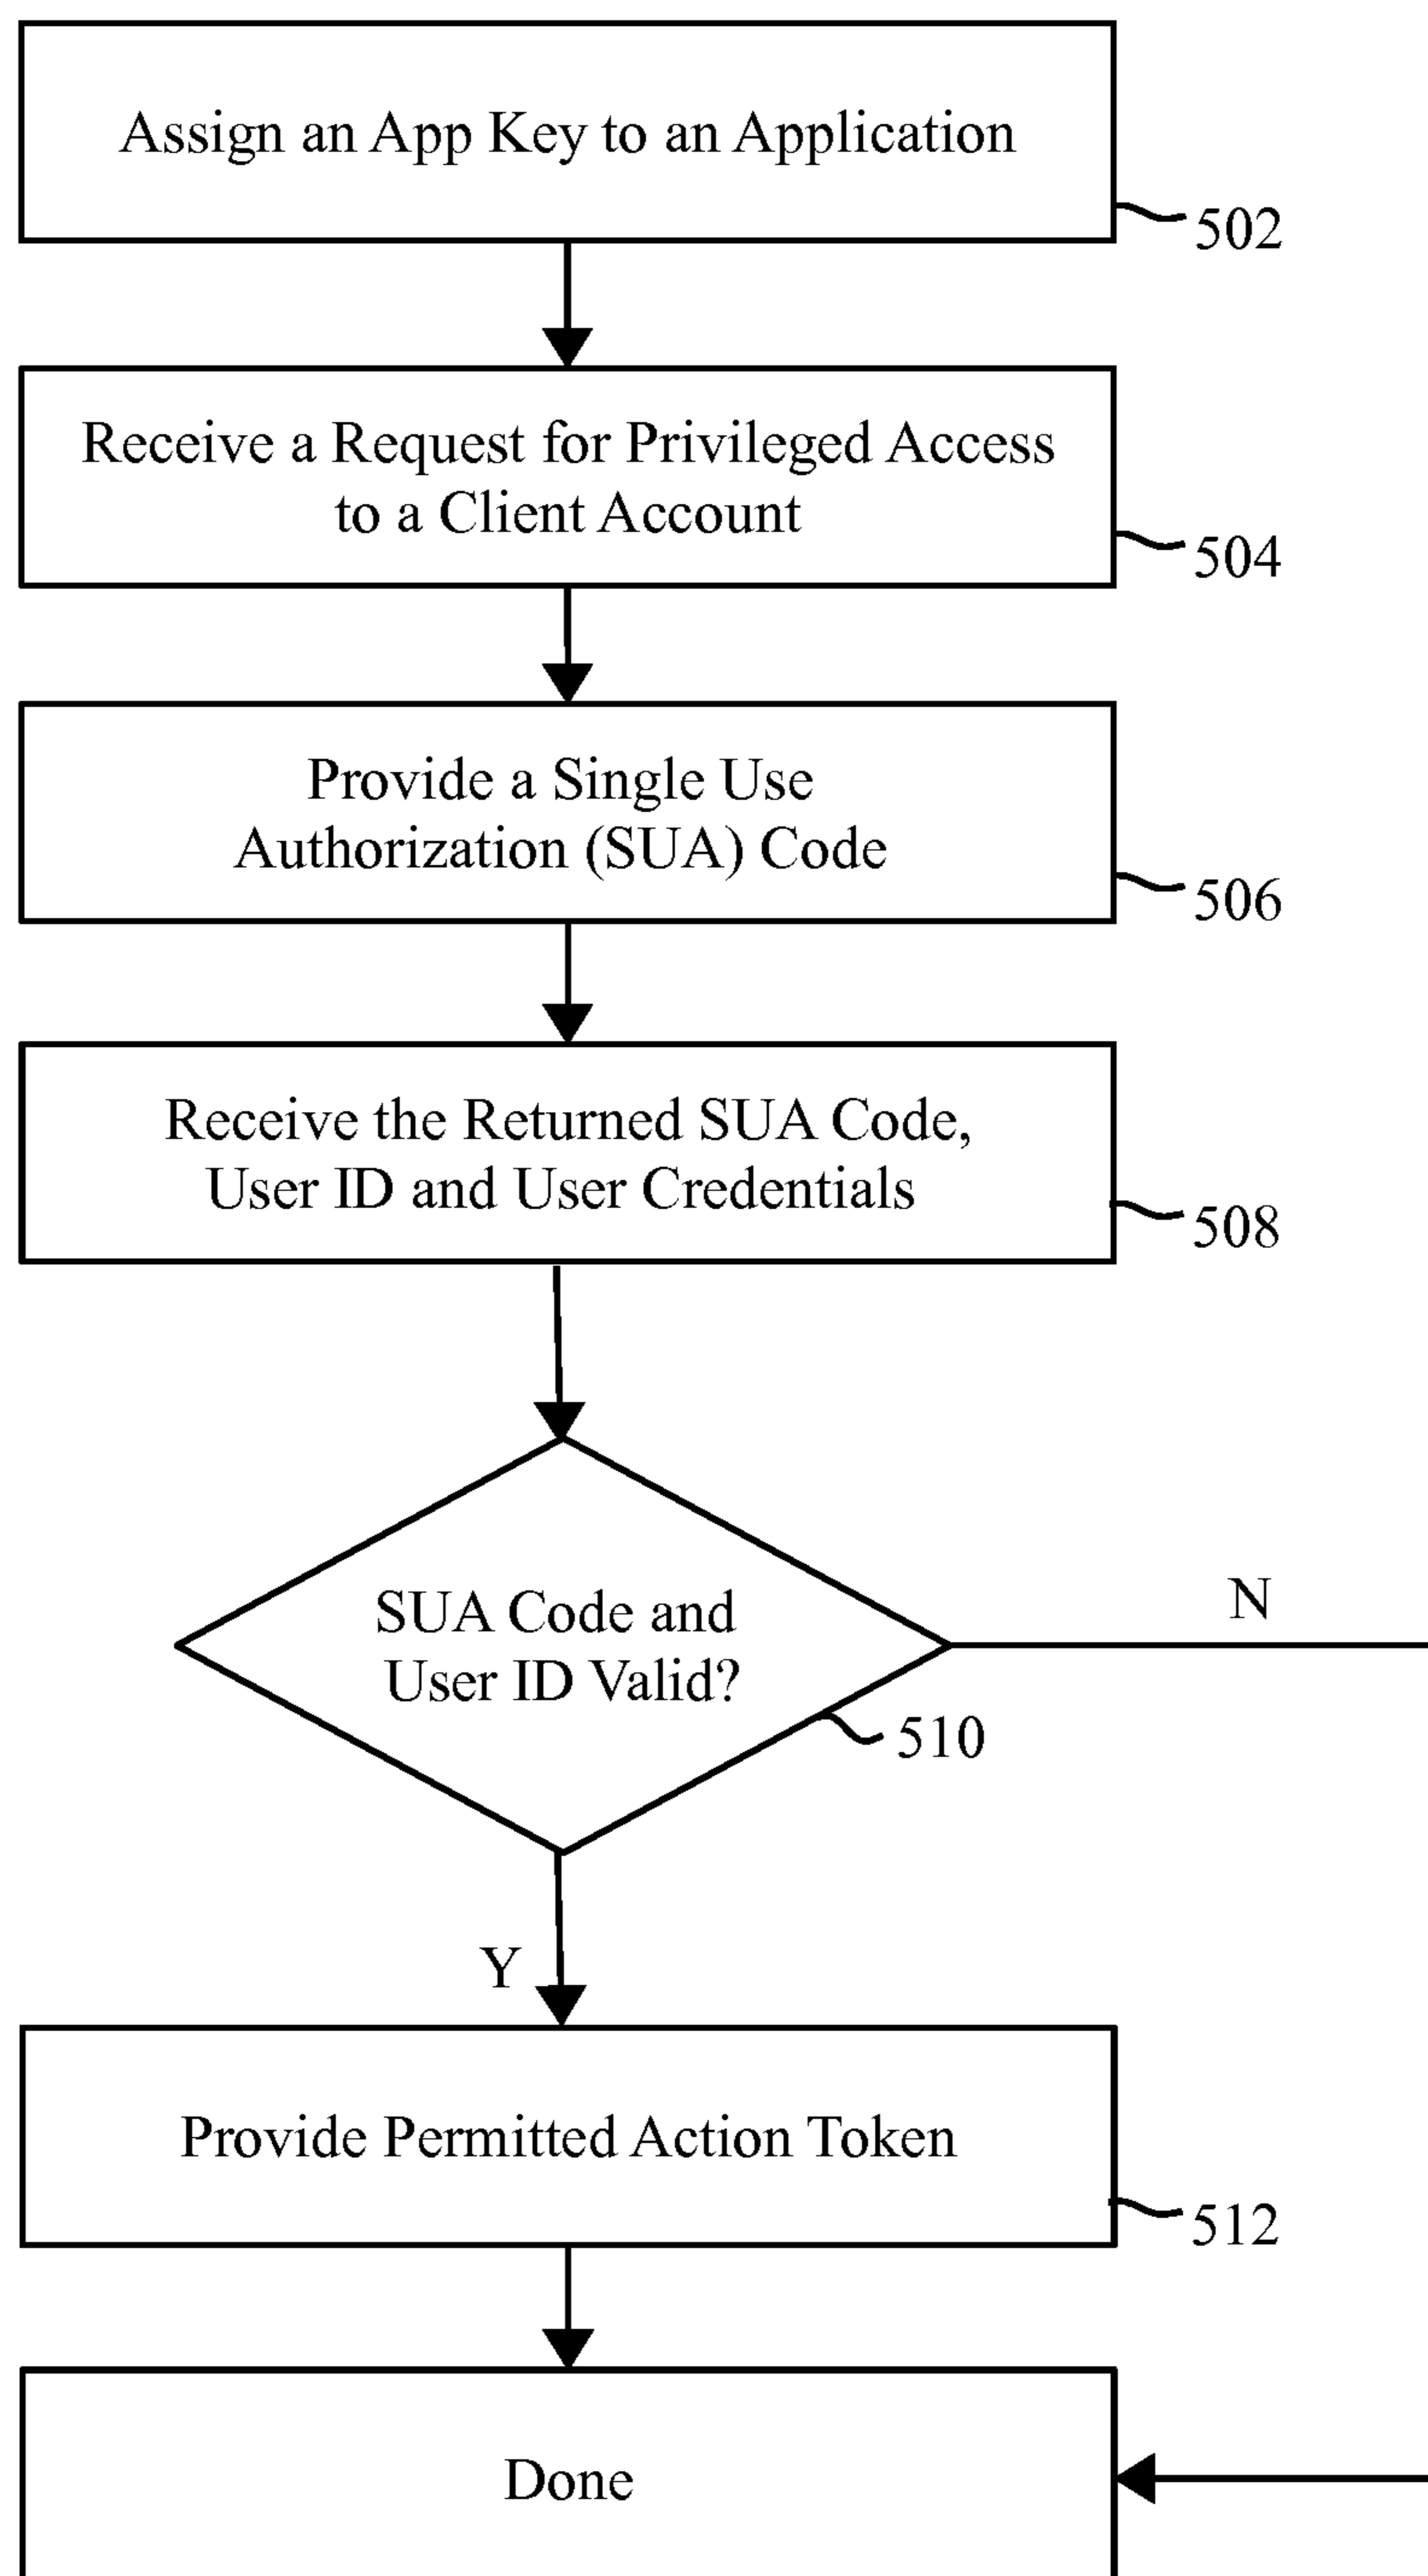 Assign an App Key to an Application
502
Receive a Request for Privileged Access
to a Client Account
504
Provide a Single Use
Authorization (SUA) Code
506
Receive the Returned SUA Code,
User ID and User Credentials
508
SUA Code and
User ID Valid?
N
510
Y
Provide Permitted Action Token
512
Done